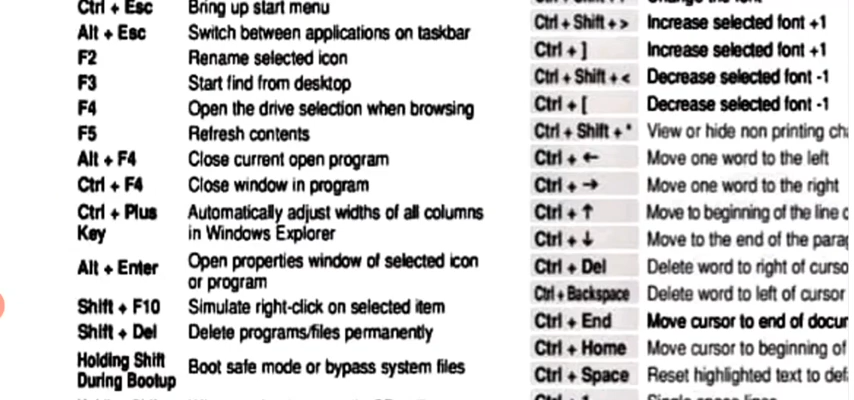 Ctrl + Esc Bring up start menu
Alt + Esc Switch between applications on taskbar
F2 Rename selected icon
F3 Start find from desktop
F4 Open the drive selection when browsing
F5 Refresh contents
Alt + F4 Close current open program
Ctrl + F4 Close window in program
Ctrl + Plus Automatically adjust widths of all columns
Key in Windows Explorer
Alt + Enter Open properties window of selected icon
or program
Shift + F10 Simulate right-click on selected item
Shift + Del Delete programs/files permanently
Holding Shift Boot safe mode or bypass system files
During Bootup
Ctrl + Shift + > Increase selected font +1
Ctrl + ] Increase selected font +1
Ctrl + Shift + < Decrease selected font -1
Ctrl + [ Decrease selected font -1
Ctrl + Shift + * View or hide non printing
Ctrl + ← Move one word to the left
Ctrl + → Move one word to the right
Ctrl + ↑ Move to beginning of the line
Ctrl + ↓ Move to the end of the
Ctrl + Del Delete word to right of
Ctrl + Backspace Delete word to left of cursor
Ctrl + End Move cursor to end of
Ctrl + Home Move cursor to beginning of
Ctrl + Space Reset highlighted text to